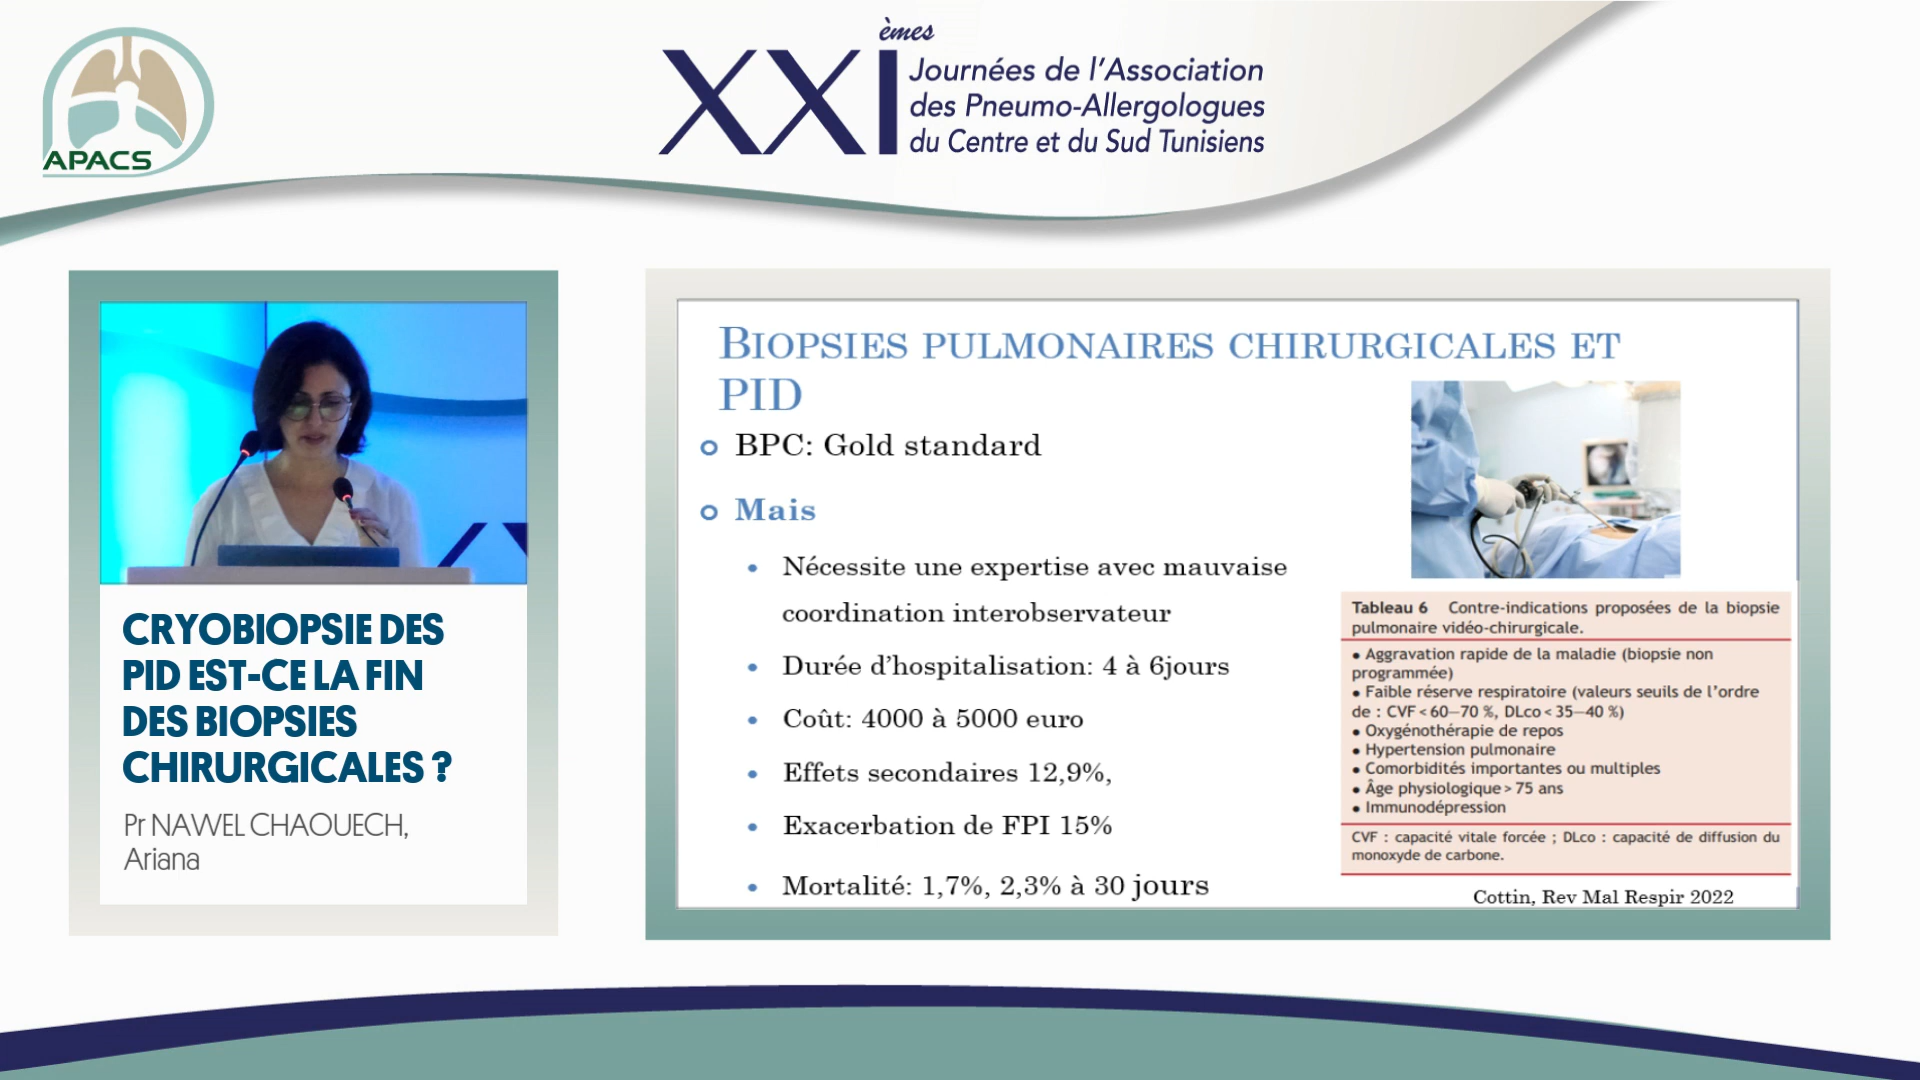 APACS
XXI
èmes
Journées de l'Association
des Pneumo-Allergologues
du Centre et du Sud Tunisiens
CRYOBIOPSIE DES
PID EST-CE LA FIN
DES BIOPSIES
CHIRURGICALES ?
Pr NAWEL CHAOUECH,
Ariana
BIOPSIES PULMONAIRES CHIRURGICALES ET
PID
BPC: Gold standard
Mais
• Nécessite une expertise avec mauvaise
coordination interobservateur
• Durée d'hospitalisation: 4 à 6jours
• Coût: 4000 à 5000 euro
• Effets secondaires 12,9%,
• Exacerbation de FPI 15%
• Mortalité: 1,7%, 2,3% à 30 jours
Tableau 6 Contre-indications proposées de la biopsie
pulmonaire vidéo-chirurgicale.
• Aggravation rapide de la maladie (biopsie non
programmée)
• Faible réserve respiratoire (valeurs seuils de l'ordre
de : CVF < 60–70 %, DLco < 35–40 %)
• Oxygénothérapie de repos
• Hypertension pulmonaire
• Comorbidités importantes ou multiples
• Âge physiologique > 75 ans
• Immunodépression
CVF : capacité vitale forcée ; DLco : capacité de diffusion du
monoxyde de carbone.
Cottin, Rev Mal Respir 2022